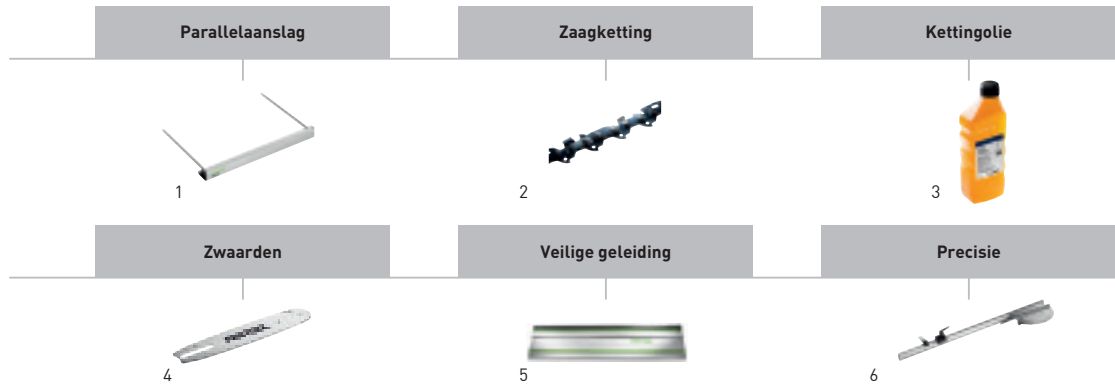 Parallelaanslag
Zaagketting
Kettingolie
1
2
3
Zwaarden
Veilige geleiding
Precisie
4
5
6